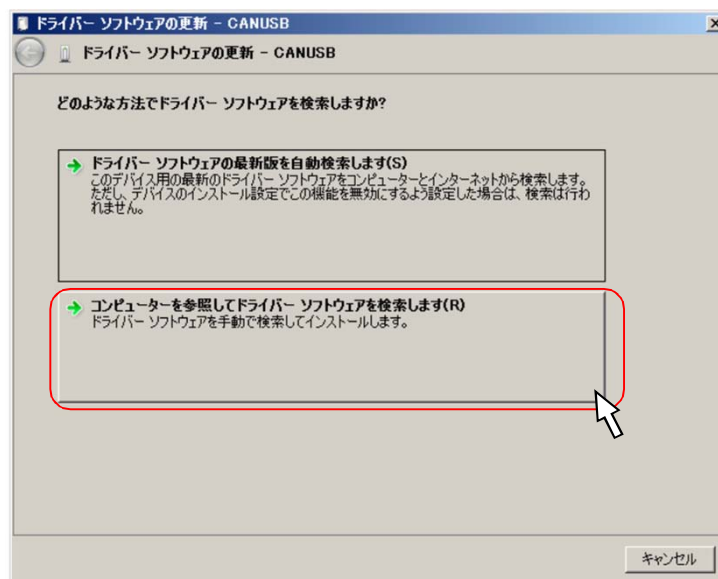 ドライバー ソフトウェアの更新 - CANUSB
ドライバー ソフトウェアの更新 - CANUSB
どのような方法でドライバー ソフトウェアを検索しますか?
ドライバー ソフトウェアの最新版を自動検索します(S)
このデバイス用の最新のドライバー ソフトウェアをコンピューターとインターネットから検索します。
ただし、デバイスのインストール設定でこの機能を無効にするよう設定した場合は、検索は行わ
れません。
コンピューターを参照してドライバー ソフトウェアを検索します(R)
ドライバー ソフトウェアを手動で検索してインストールします。
キャンセル